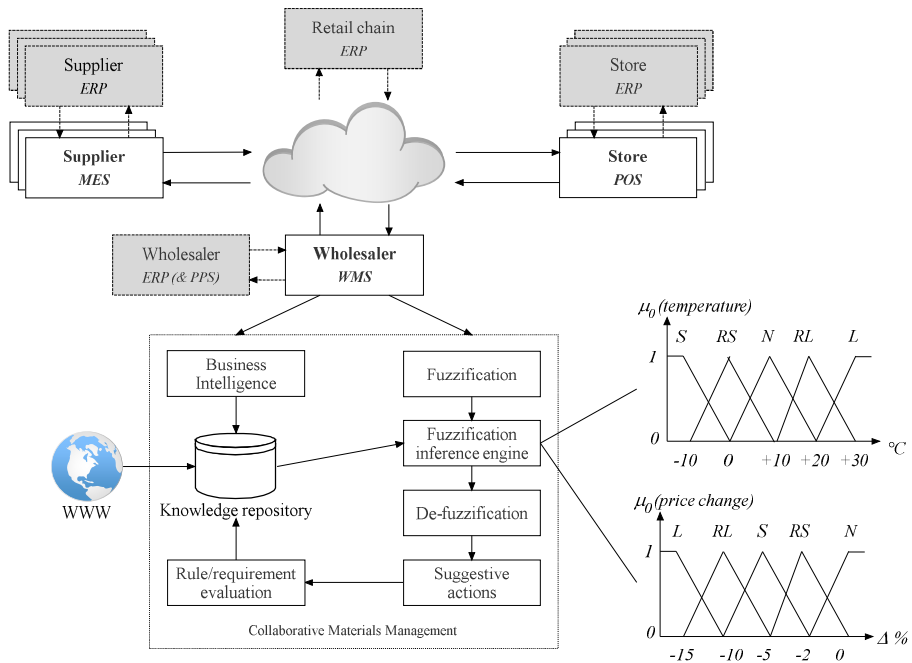 Retail chain
ERP
Supplier
ERP
Store
ERP
Supplier
MES
Store
POS
Wholesaler
ERP (& PPS)
Wholesaler
WMS
Business
Intelligence
Fuzzification
Fuzzification
inference engine
WWW
Knowledge repository
De-fuzzification
Rule/requirement
evaluation
Suggestive
actions
Collaborative Materials Management
μ0 (temperature)
S RS N RL L
1
0
-10 0 +10 +20 +30 °C
μ0 (price change)
L RL S RS N
1
0
-15 -10 -5 -2 0 Δ %